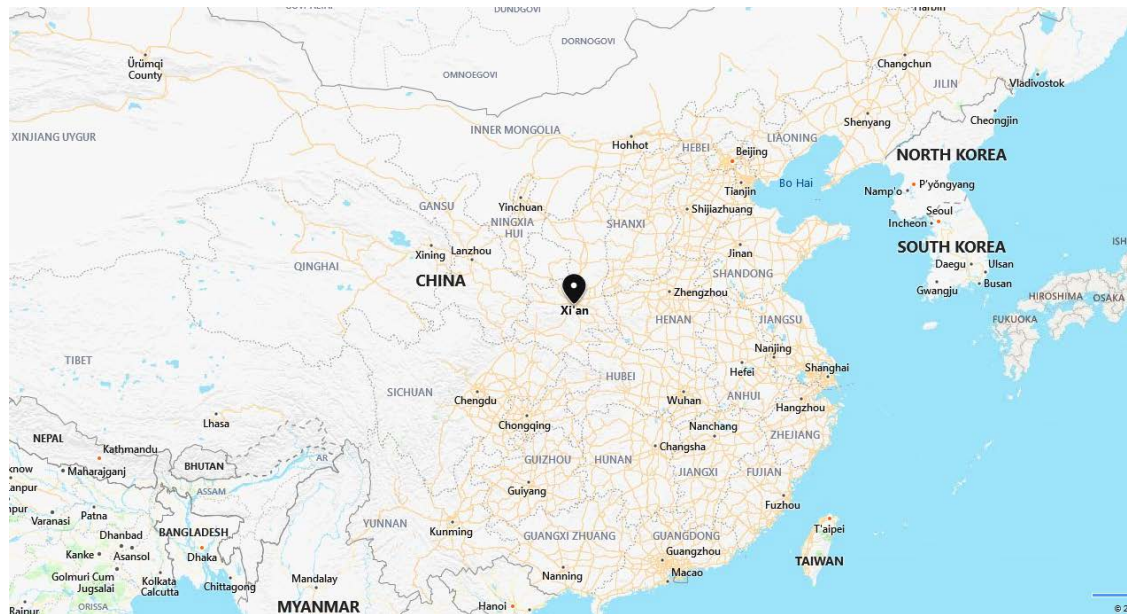 DUNDGOVI
DORNOGOVI
OMNOEGOVI
Harbin
Ürümqi
County
Changchun
JILIN
Vladivostok
XINJIANG UYGUR
INNER MONGOLIA
Hohhot
HEBEI
Beijing
LIAONING
Shenyang
Cheongjin
NORTH KOREA
Tianjin
Bo Hai
P'yŏngyang
Namp'o
GANSU
Yinchuan
NINGXIA
HUI
SHANXI
Shijiazhuang
Seoul
Incheon
Xining
Lanzhou
QINGHAI
CHINA
Jinan
SHANDONG
SOUTH KOREA
Daegu
Ulsan
Gwangju
Busan
Xi'an
Zhengzhou
HENAN
JIANGSU
HIROSHIMA
OSAKA
FUKUOKA
TIBET
SICHUAN
Chengdu
Chongqing
HUBEI
Wuhan
Hefei
Nanjing
Shanghai
ANHUI
Hangzhou
Lhasa
NEPAL
Kathmandu
Maharajganj
BHUTAN
AR
ASSAM
Nanchang
Changsha
ZHEJIANG
GUIZHOU
HUNAN
JIANGXI
FUJIAN
Guiyang
Fuzhou
Varanasi
Patna
BANGLADESH
YUNNAN
Kunming
GUANGXI ZHUANG
GUANGDONG
Guangzhou
T'aipei
TAIWAN
Dhanbad
Kanke
Asansol
Dhaka
Golmuri Cum
Jugsalai
Kolkata
Calcutta
Chittagong
Mandalay
Nanning
Macao
ORISSA
Raipur
MYANMAR
Hanoi